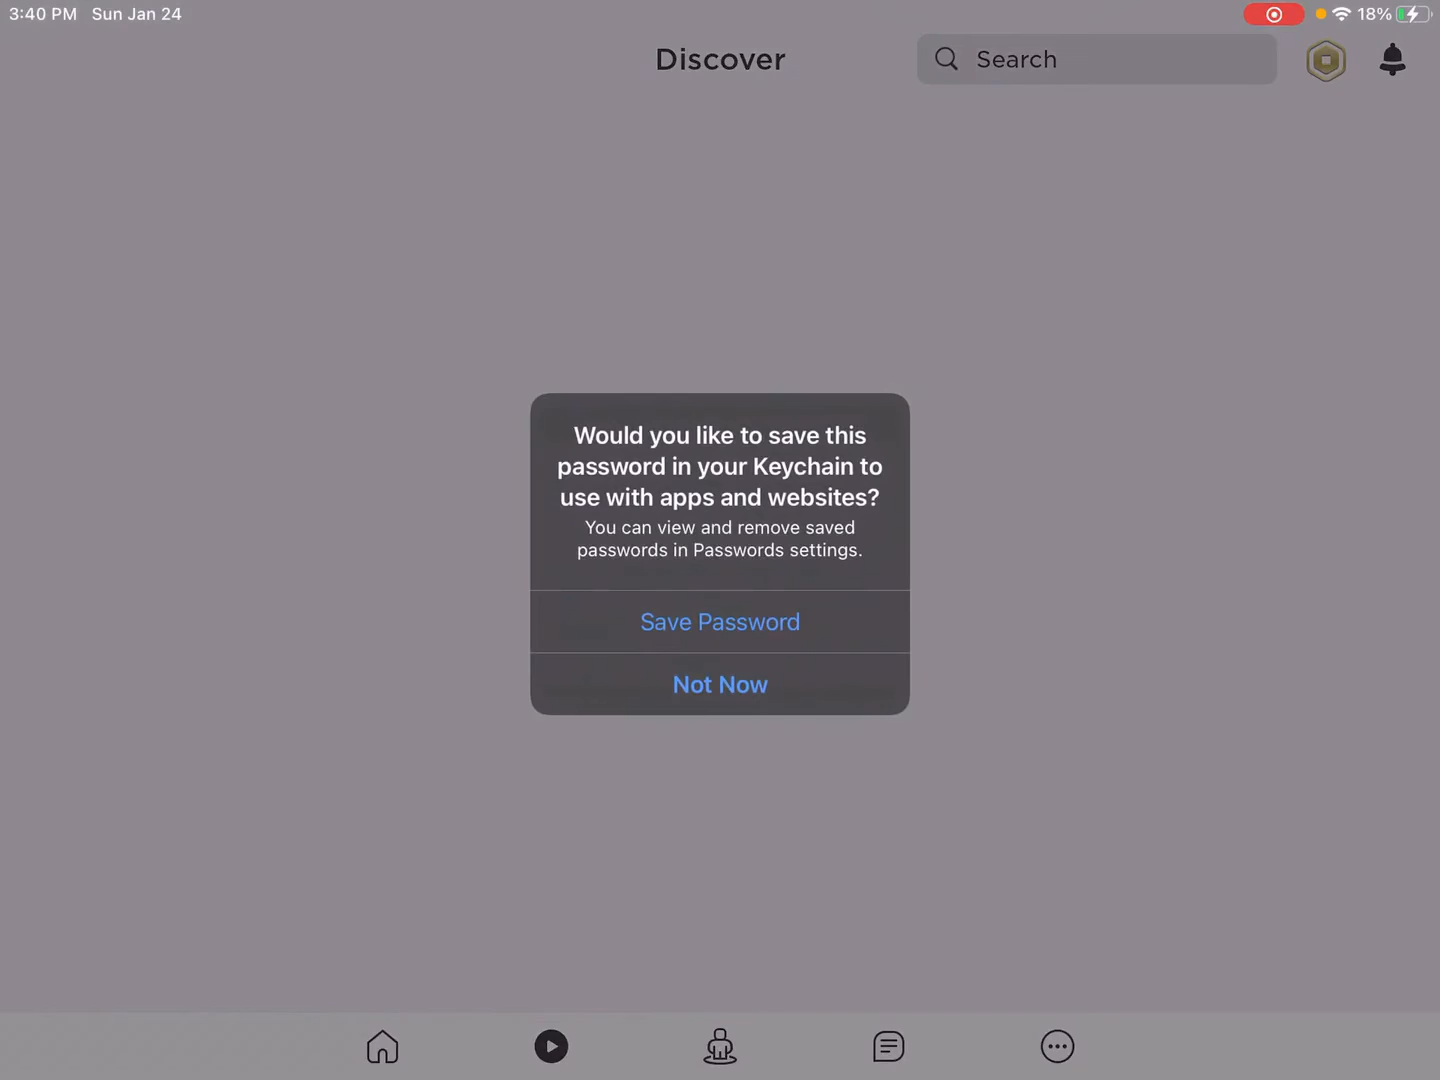 3:40 PM Sun Jan 24
18%
Discover
Search
Would you like to save this
password in your Keychain to
use with apps and websites?
You can view and remove saved
passwords in Passwords settings.
Save Password
Not Now